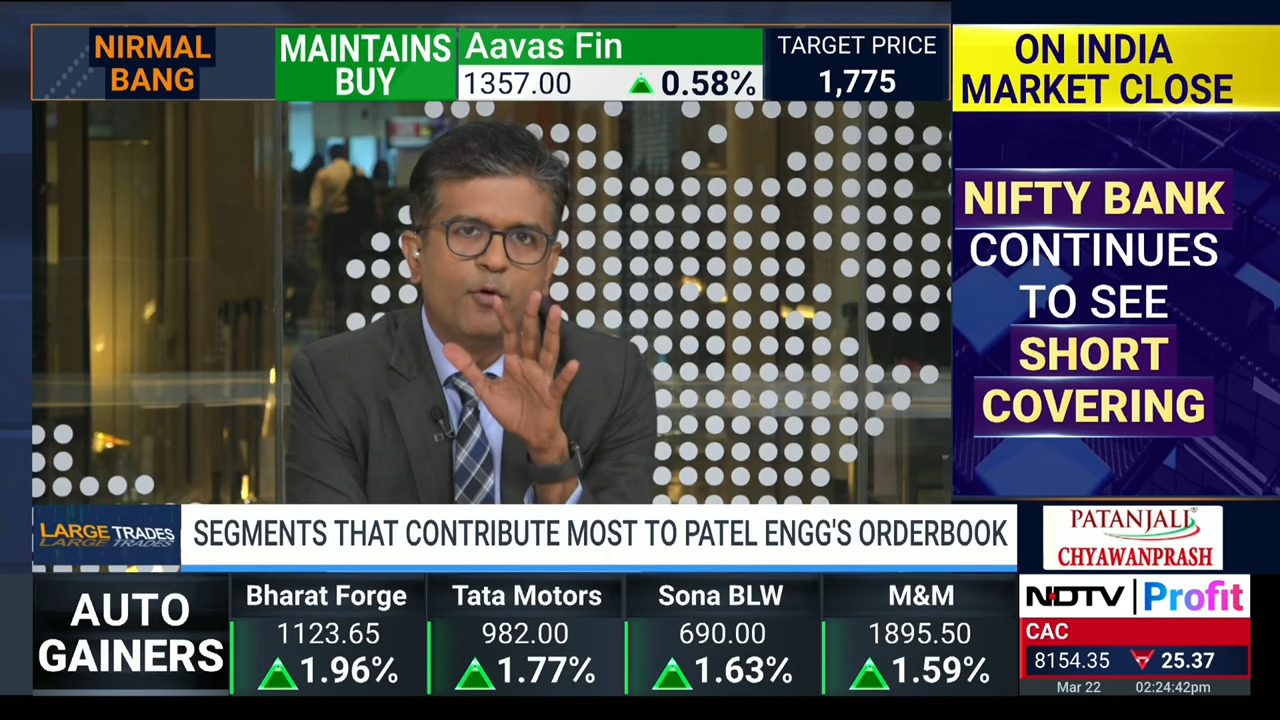 NIRMAL
BANG
MAINTAINS
BUY
Aavas Fin
1357.00 0.58%
TARGET PRICE
1,775
ON INDIA
MARKET CLOSE
NIFTY BANK
CONTINUES
TO SEE
SHORT
COVERING
LARGE TRADES
SEGMENTS THAT CONTRIBUTE MOST TO PATEL ENGG'S ORDERBOOK
PATANJALI
CHYAWANPRASH
AUTO
GAINERS
Bharat Forge
1123.65
1.96%
Tata Motors
982.00
1.77%
Sona BLW
690.00
1.63%
M&M
1895.50
1.59%
NDTV Profit
CAC
8154.35 25.37
Mar 22 02:24:42pm